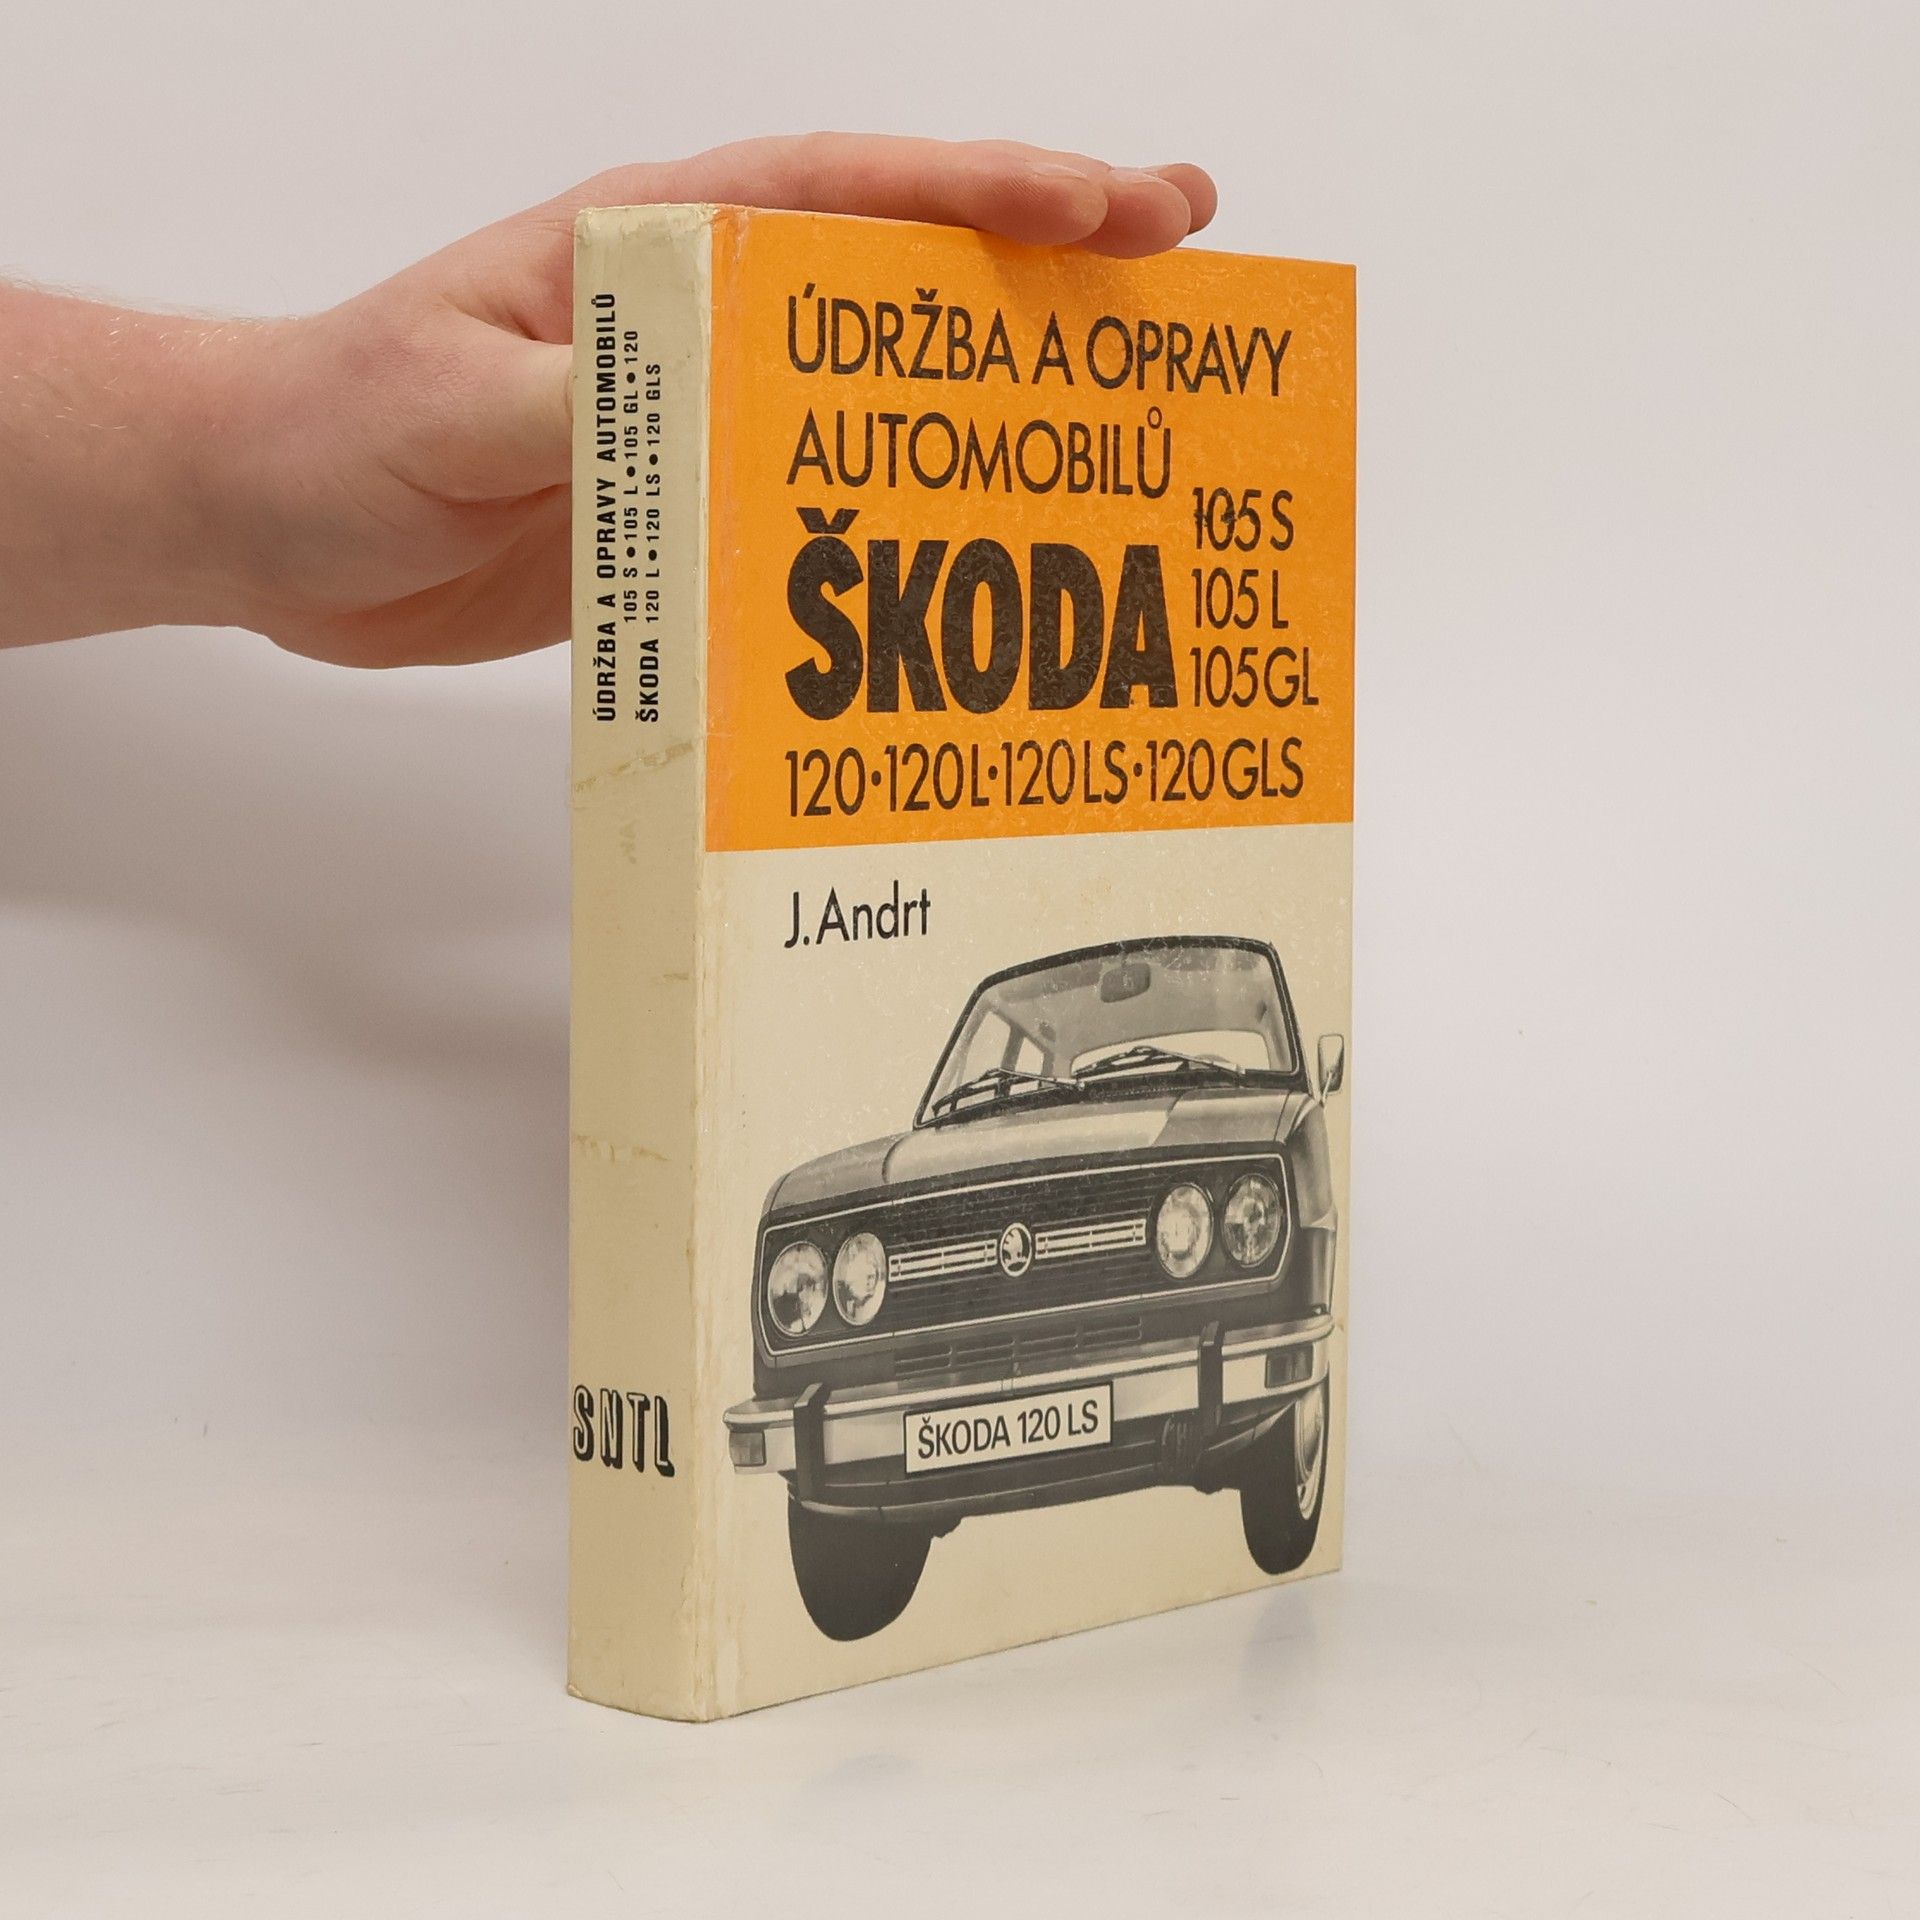 ÚDRŽBA A OPRAVY AUTOMOBILŮ
105 S • 105 L • 105 GL • 120
ŠKODA 120 L • 120 LS • 120 GLS
SNTL
ÚDRŽBA A OPRAVY
AUTOMOBILŮ
ŠKODA
105 S
105 L
105 GL
120 • 120 L • 120 LS • 120 GLS
J. Andrt
ŠKODA 120 LS